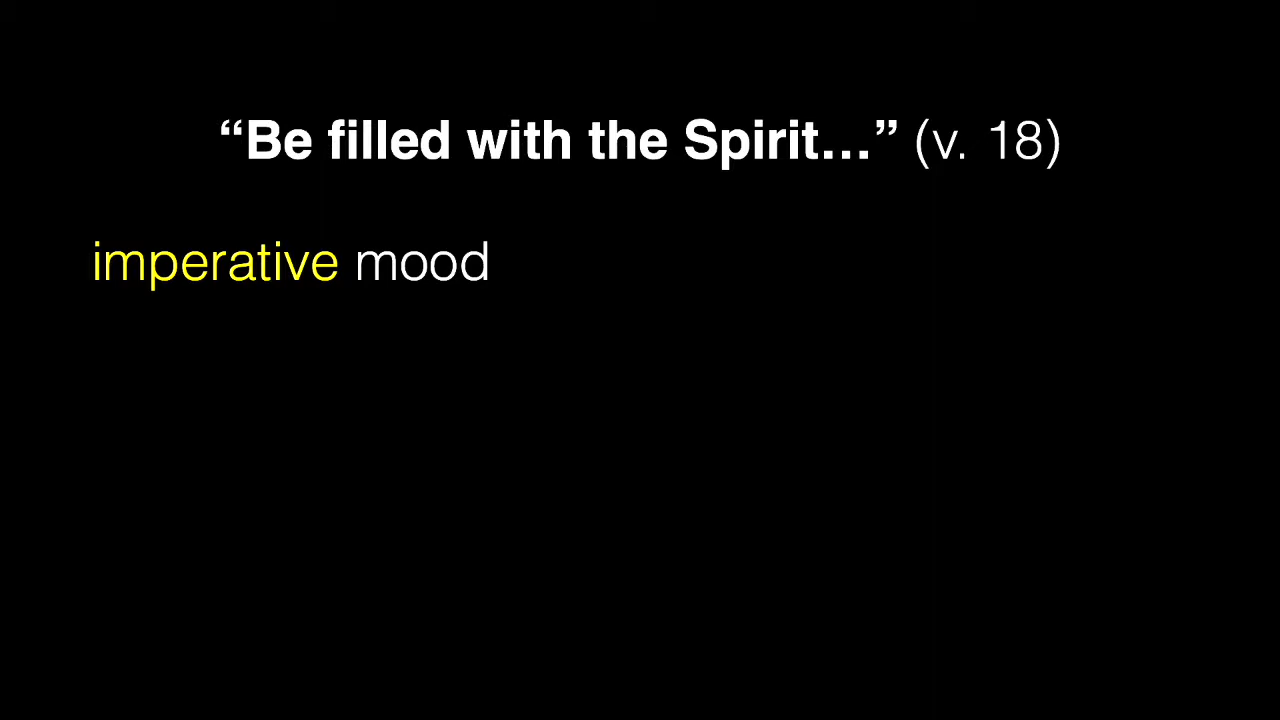 “Be filled with the Spirit…” (v. 18)
imperative mood